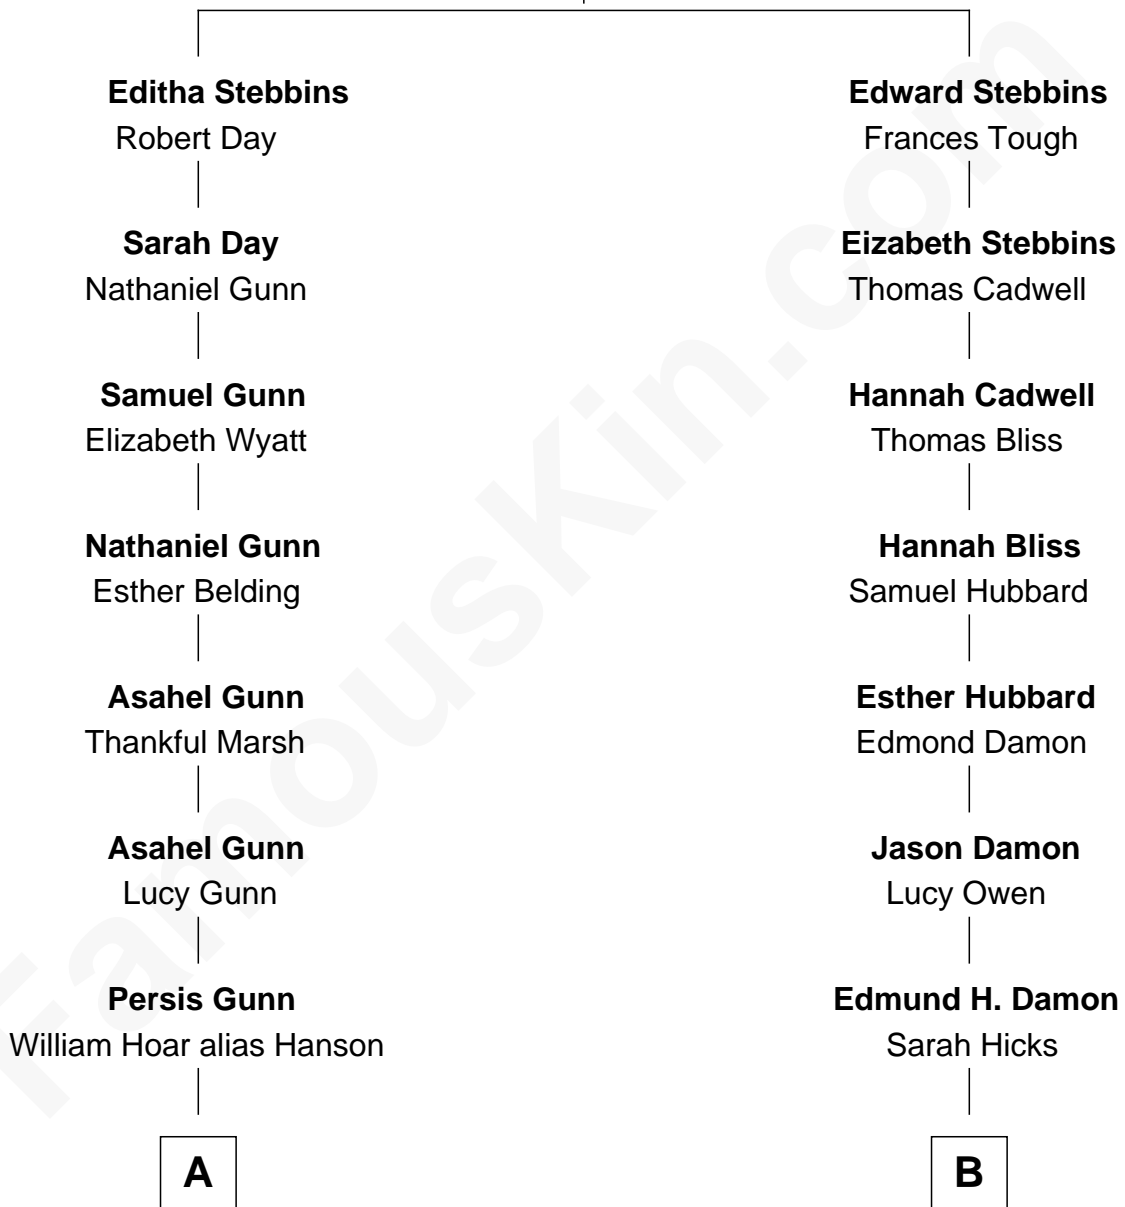 Editha Stebbins
Robert Day
Sarah Day
Nathaniel Gunn
Samuel Gunn
Elizabeth Wyatt
Nathaniel Gunn
Esther Belding
Asahel Gunn
Thankful Marsh
Asahel Gunn
Lucy Gunn
Persis Gunn
William Hoar alias Hanson
A
Edward Stebbins
Frances Tough
Eizabeth Stebbins
Thomas Cadwell
Hannah Cadwell
Thomas Bliss
Hannah Bliss
Samuel Hubbard
Esther Hubbard
Edmond Damon
Jason Damon
Lucy Owen
Edmund H. Damon
Sarah Hicks
B
FamousKin.com